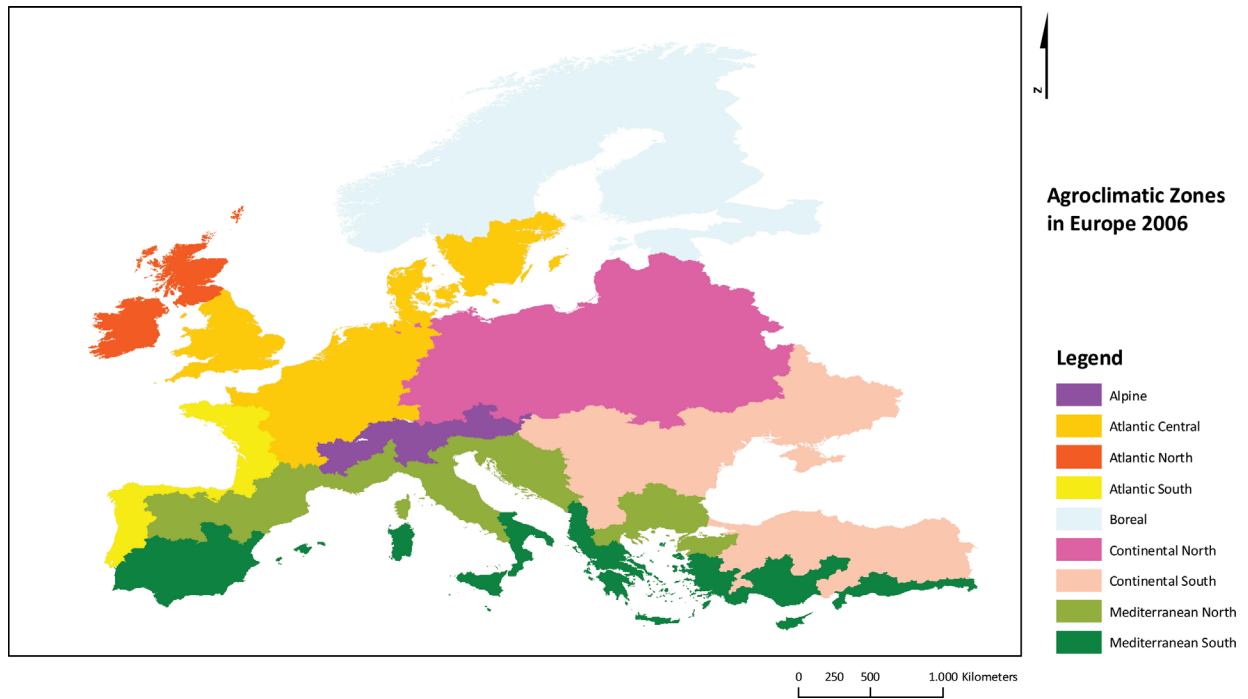 z
Agroclimatic Zones
in Europe 2006
Legend
Alpine
Atlantic Central
Atlantic North
Atlantic South
Boreal
Continental North
Continental South
Mediterranean North
Mediterranean South
0 250 500 1.000 Kilometers